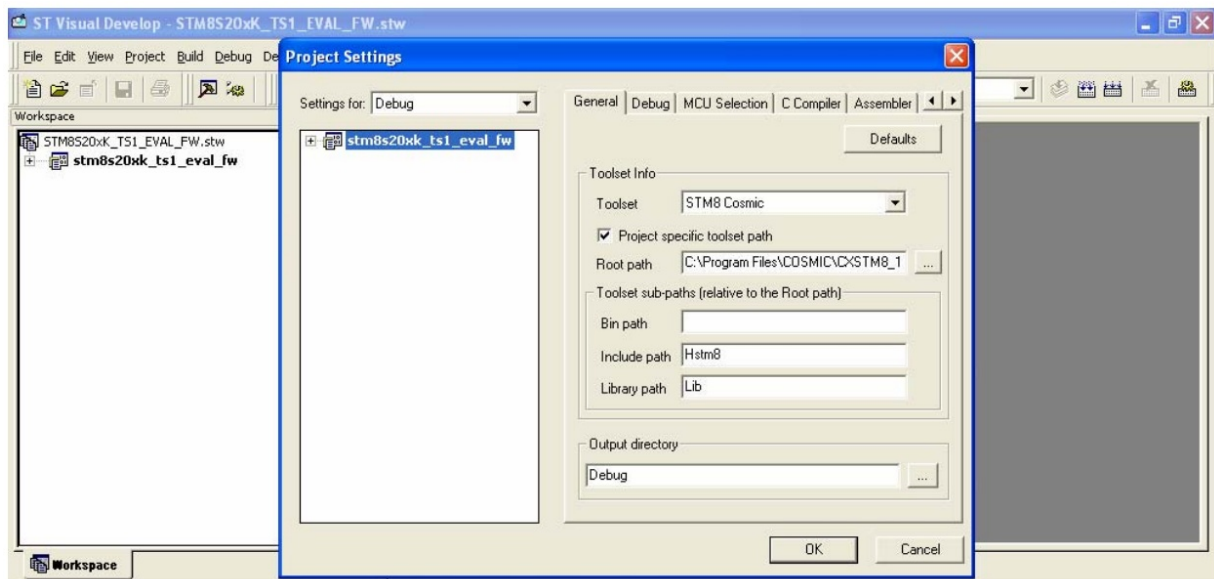 ST Visual Develop - STM8S20xK_TS1_EVAL_FW.stw
File Edit View Project Build Debug De
Project Settings
Settings for: Debug
General Debug MCU Selection C Compiler Assembler
Workspace
STM8S20xK_TS1_EVAL_FW.stw
stm8s20xk_ts1_eval_fw
stm8s20xk_ts1_eval_fw
Defaults
Toolset Info
Toolset STM8 Cosmic
Project specific toolset path
Root path C:\Program Files\COSMIC\CXSTM8_1 ...
Toolset sub-paths (relative to the Root path)
Bin path
Include path Hstm8
Library path Lib
Output directory
Debug ...
OK Cancel
Workspace